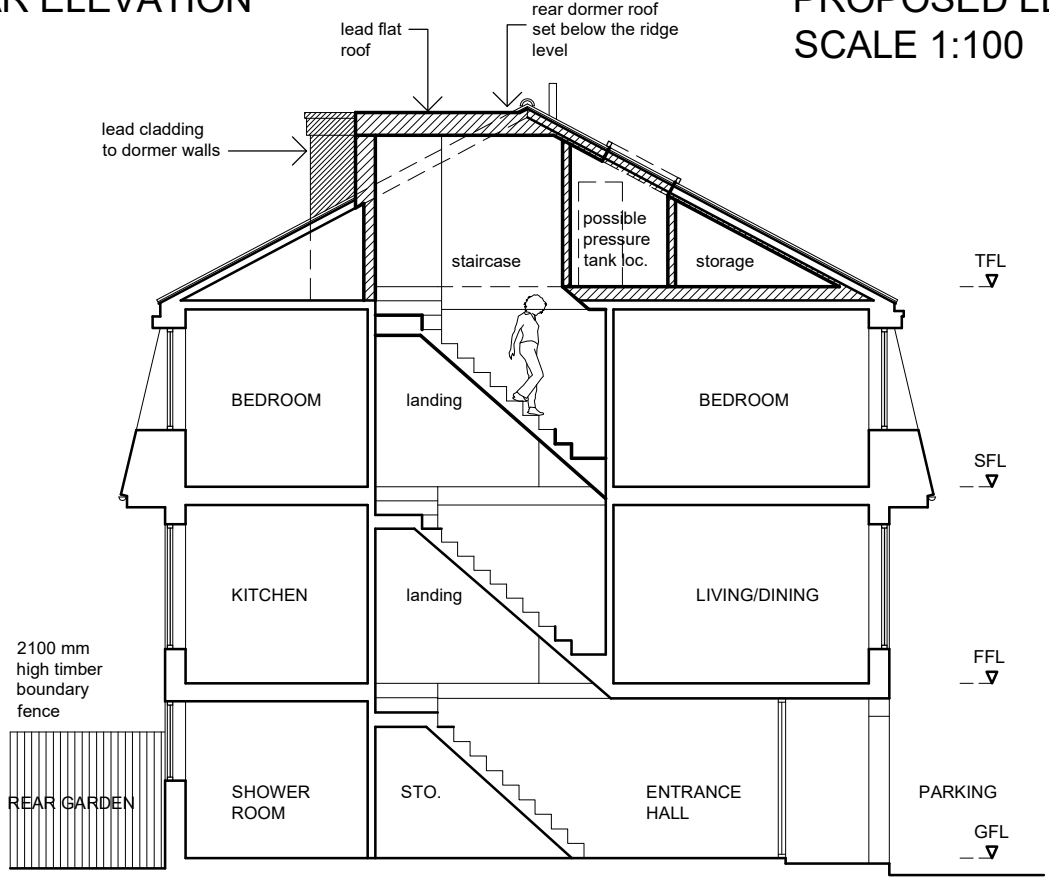 AR ELEVATION
PROPOSED LE
SCALE 1:100
lead flat
roof
rear dormer roof
set below the ridge
level
lead cladding
to dormer walls
possible
pressure
tank loc.
staircase
storage
TFL
BEDROOM
landing
BEDROOM
SFL
KITCHEN
landing
LIVING/DINING
2100 mm
high timber
boundary
fence
FFL
REAR GARDEN
SHOWER
ROOM
STO.
ENTRANCE
HALL
PARKING
GFL